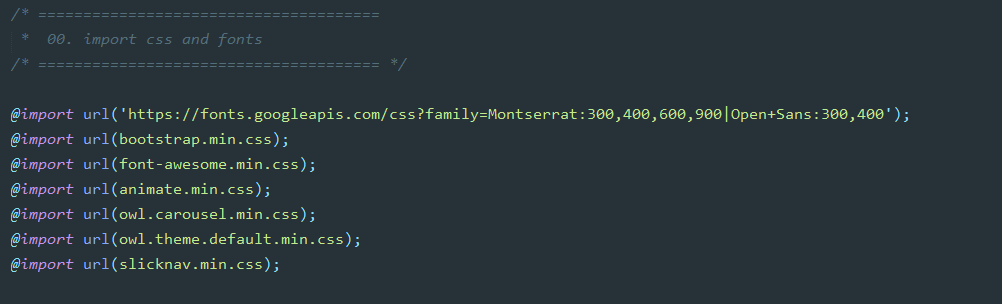 /* ======================================
 *  00. import css and fonts
/* ====================================== */
@import url('https://fonts.googleapis.com/css?family=Montserrat:300,400,600,900|Open+Sans:300,400');
@import url(bootstrap.min.css);
@import url(font-awesome.min.css);
@import url(animate.min.css);
@import url(owl.carousel.min.css);
@import url(owl.theme.default.min.css);
@import url(slicknav.min.css);